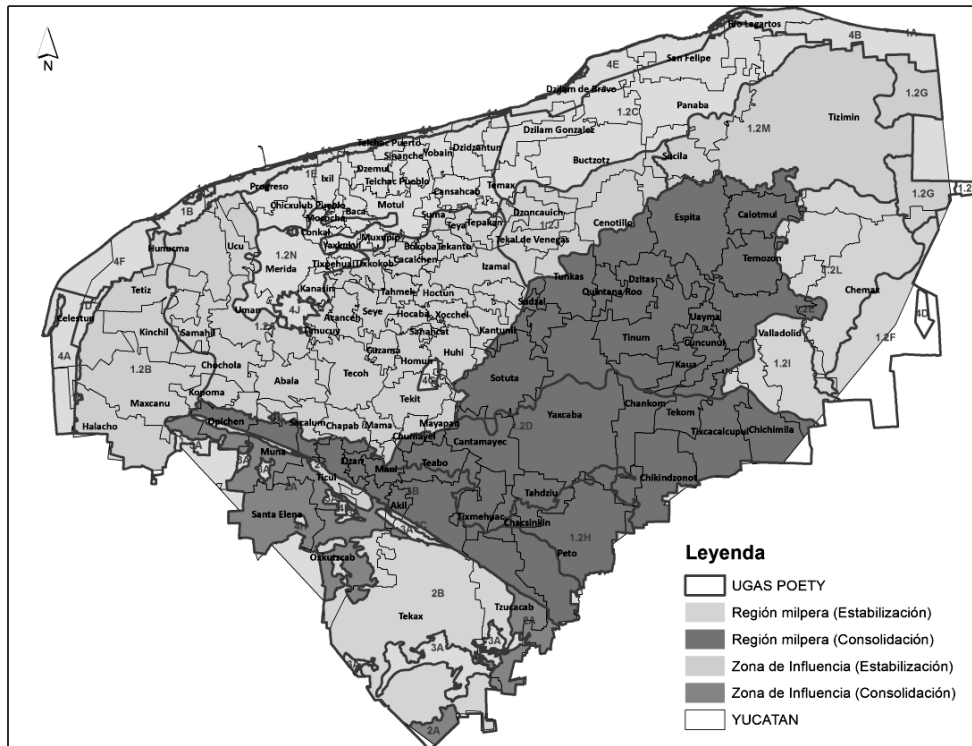 N
Rio Lagartos
1A
4B
San Felipe
4E
Dzilam de Bravo
1.2G
Panaba
1.2C
Tizimin
1.2M
Dzilam Gonzalez
Telchac Puerto
Yobain
Dzidzantun
Sinanche
Dzemul
Buctzotz
Sucila
Ixil
Telchac Pueblo
Temax
Progreso
Cansahcab
Chicxulub Pueblo
Motul
Baca
Mococha
Suma
Dzoncauich
Espita
Calotmul
1.2G
1B
Teya
Tepakan
Cenotillo
1.2J
Conkal
Muxupip
Tekal de Venegas
Hunucma
Ucu
1.2N
Yaxkukul
Bokoba
Tekanto
Cacalchen
4F
Merida
Tixpehual
Tixkokob
Izamal
Temozon
1.2L
Tunkas
Dzitas
Tetiz
Kanasin
Tahmek
Hoctun
Quintana Roo
Chemax
Celestun
Uman
4J
Acanceh
Seye
Hocaba
Xocchel
Sudzal
Uayma
4D
Kinchil
Samahil
Timucuy
Sanahcat
Kantunil
Tinum
Valladolid
1.2F
Cuzama
Homun
Huhi
Cuncunul
4A
Chochola
Tecoh
Kaua
1.2I
1.2B
Abala
Sotuta
Maxcanu
Kopoma
Tekit
Yaxcaba
Chankom
Halacho
Opichen
Sacalum
Chapab
Mama
Mayapan
Tekom
Chumayel
Cantamayec
1.2D
Tixcacalcupul
Chichimila
Muna
Dzan
Mani
Teabo
3A
Ticul
Chikindzonot
2A
Tahdziu
Santa Elena
Akil
Tixmehuac
Chacsinkin
1.2H
Oxkutzcab
Peto
2B
Tzucacab
Tekax
2A
3A
3A
2A
Leyenda
UGAS POETY
Región milpera (Estabilización)
Región milpera (Consolidación)
Zona de Influencia (Estabilización)
Zona de Influencia (Consolidación)
YUCATAN